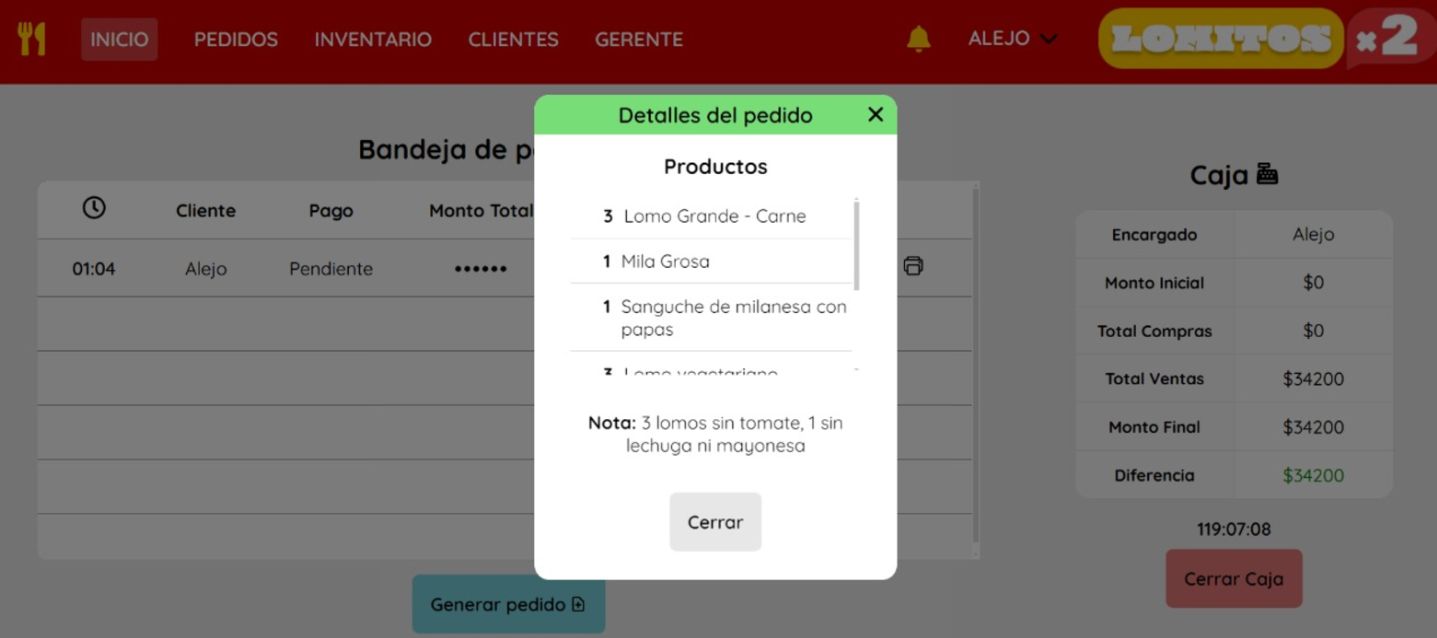 INICIO PEDIDOS INVENTARIO CLIENTES GERENTE ALEJO LOMITOS x2
Detalles del pedido
Productos
3 Lomo Grande - Carne
1 Mila Grosa
1 Sanguche de milanesa con
papas
3 Lomo vegetariano
Nota: 3 lomos sin tomate, 1 sin
lechuga ni mayonesa
Cerrar
Bandeja de p
Cliente Pago Monto Total
01:04 Alejo Pendiente ••••••
Generar pedido
Caja
Encargado Alejo
Monto Inicial $0
Total Compras $0
Total Ventas $34200
Monto Final $34200
Diferencia $34200
119:07:08
Cerrar Caja